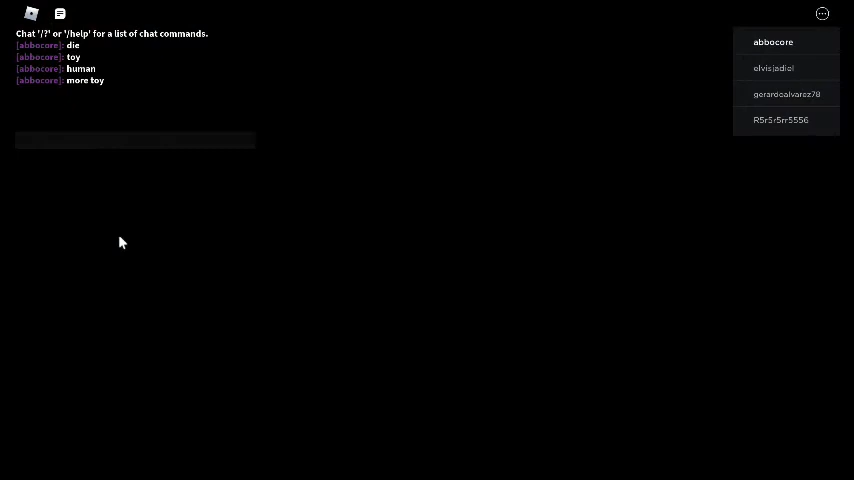 Chat '/?' or '/help' for a list of chat commands.
[abbocore]: die
[abbocore]: toy
[abbocore]: human
[abbocore]: more toy
abbocore
elvisjadiel
gerardoalvarez78
R5r5r5rr5556